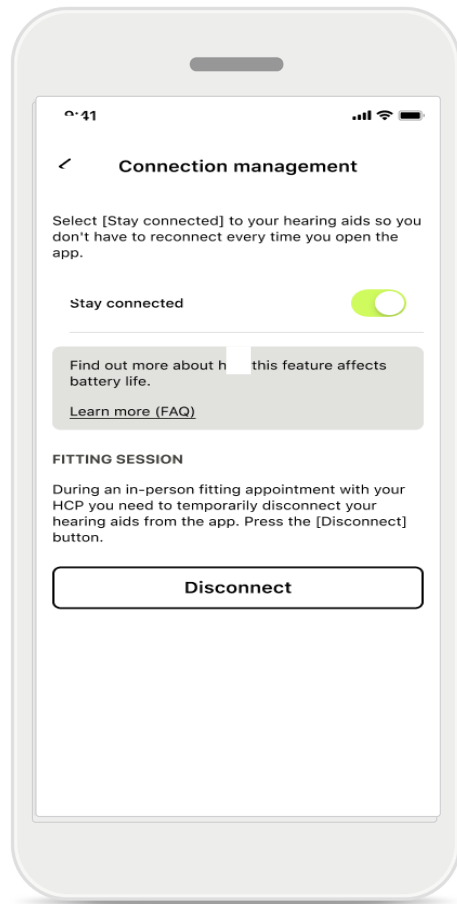 9:41
Connection management
Select [Stay connected] to your hearing aids so you
don't have to reconnect every time you open the
app.
Stay connected
Find out more about h this feature affects
battery life.
Learn more (FAQ)
FITTING SESSION
During an in-person fitting appointment with your
HCP you need to temporarily disconnect your
hearing aids from the app. Press the [Disconnect]
button.
Disconnect